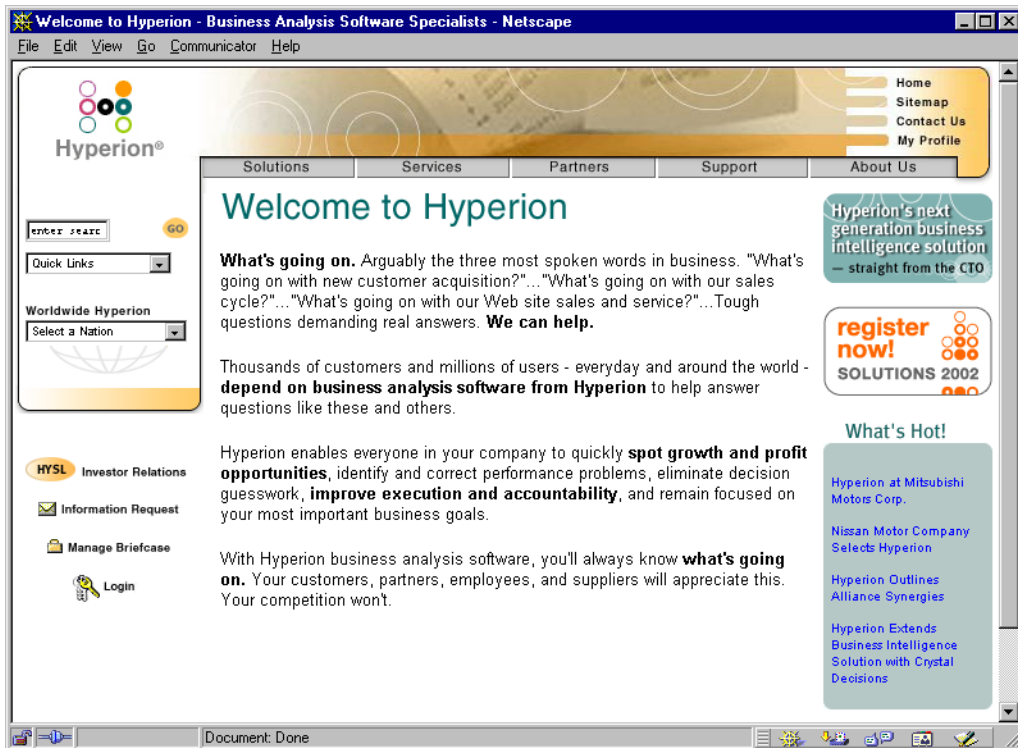 Welcome to Hyperion - Business Analysis Software Specialists - Netscape
File Edit View Go Communicator Help
Home
Sitemap
Contact Us
My Profile
Hyperion®
Solutions Services Partners Support About Us
enter searc GO
Quick Links
Worldwide Hyperion
Select a Nation
HYSL Investor Relations
Information Request
Manage Briefcase
Login
Welcome to Hyperion
What's going on. Arguably the three most spoken words in business. "What's
going on with new customer acquisition?"..."What's going on with our sales
cycle?"..."What's going on with our Web site sales and service?"...Tough
questions demanding real answers. We can help.
Thousands of customers and millions of users - everyday and around the world -
depend on business analysis software from Hyperion to help answer
questions like these and others.
Hyperion enables everyone in your company to quickly spot growth and profit
opportunities, identify and correct performance problems, eliminate decision
guesswork, improve execution and accountability, and remain focused on
your most important business goals.
With Hyperion business analysis software, you'll always know what's going
on. Your customers, partners, employees, and suppliers will appreciate this.
Your competition won't.
Hyperion's next
generation business
intelligence solution
— straight from the CTO
register
now!
SOLUTIONS 2002
What's Hot!
Hyperion at Mitsubishi
Motors Corp.
Nissan Motor Company
Selects Hyperion
Hyperion Outlines
Alliance Synergies
Hyperion Extends
Business Intelligence
Solution with Crystal
Decisions
Document: Done